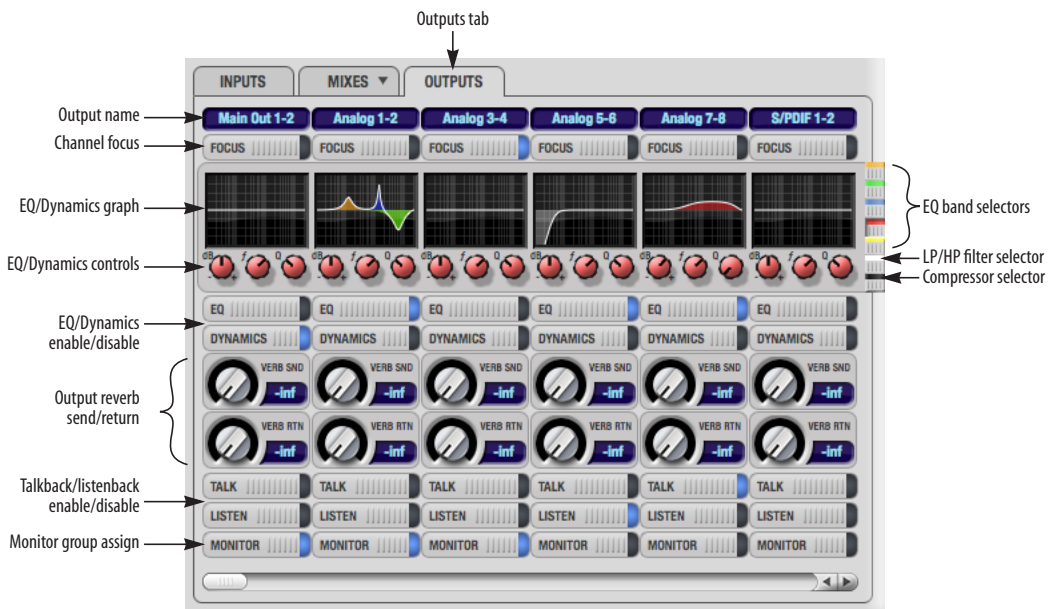 Outputs tab
INPUTS MIXES OUTPUTS
Output name
Main Out 1-2 Analog 1-2 Analog 3-4 Analog 5-6 Analog 7-8 S/PDIF 1-2
Channel focus
FOCUS FOCUS FOCUS FOCUS FOCUS FOCUS
EQ/Dynamics graph
EQ band selectors
EQ/Dynamics controls
dB f Q dB f Q dB f Q dB f Q dB f Q dB f Q
- + - + - + - + - + - +
LP/HP filter selector
Compressor selector
EQ/Dynamics
enable/disable
EQ EQ EQ EQ EQ EQ
DYNAMICS DYNAMICS DYNAMICS DYNAMICS DYNAMICS DYNAMICS
Output reverb
send/return
VERB SND VERB SND VERB SND VERB SND VERB SND VERB SND
-inf -inf -inf -inf -inf -inf
VERB RTN VERB RTN VERB RTN VERB RTN VERB RTN VERB RTN
-inf -inf -inf -inf -inf -inf
Talkback/listenback
enable/disable
TALK TALK TALK TALK TALK TALK
LISTEN LISTEN LISTEN LISTEN LISTEN LISTEN
Monitor group assign
MONITOR MONITOR MONITOR MONITOR MONITOR MONITOR